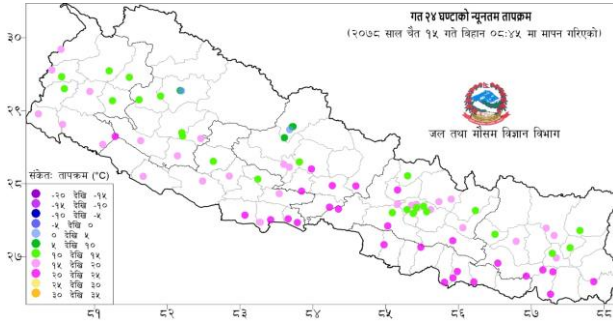 गत २४ घण्टाको न्यूनतम तापक्रम
(२०७८ साल चैत १५ गते बिहान ०८:४५ मा मापन गरिएको)
जल तथा मौसम विज्ञान विभाग
३०
२९
२८
संकेतः तापक्रम (°C)
-२० देखि -१५
-१५ देखि -१०
-१० देखि -५
-५ देखि ०
० देखि ५
५ देखि १०
१० देखि १५
१५ देखि २०
२० देखि २५
२५ देखि ३०
३० देखि ३५
८१ ८२ ८३ ८४ ८५ ८६ ८७ ८८